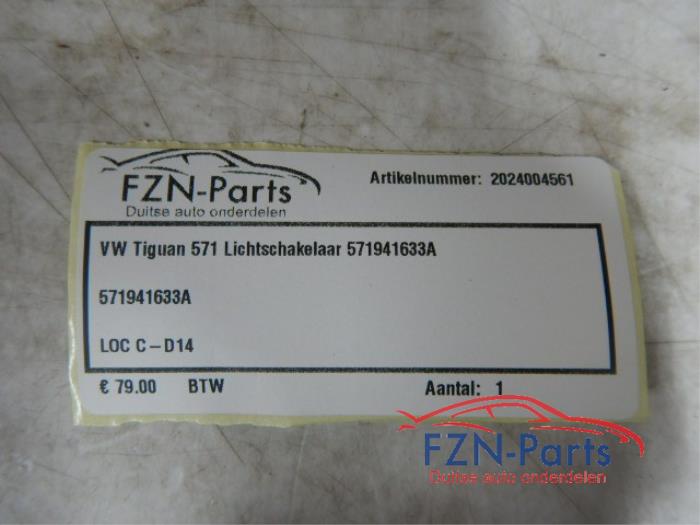 FZN-Parts
Duitse auto onderdelen
Artikelnummer: 2024004561
VW Tiguan 571 Lichtschakelaar 571941633A
571941633A
LOC C-D14
€ 79.00 BTW Aantal: 1
FZN-Parts
Duitse auto onderdelen